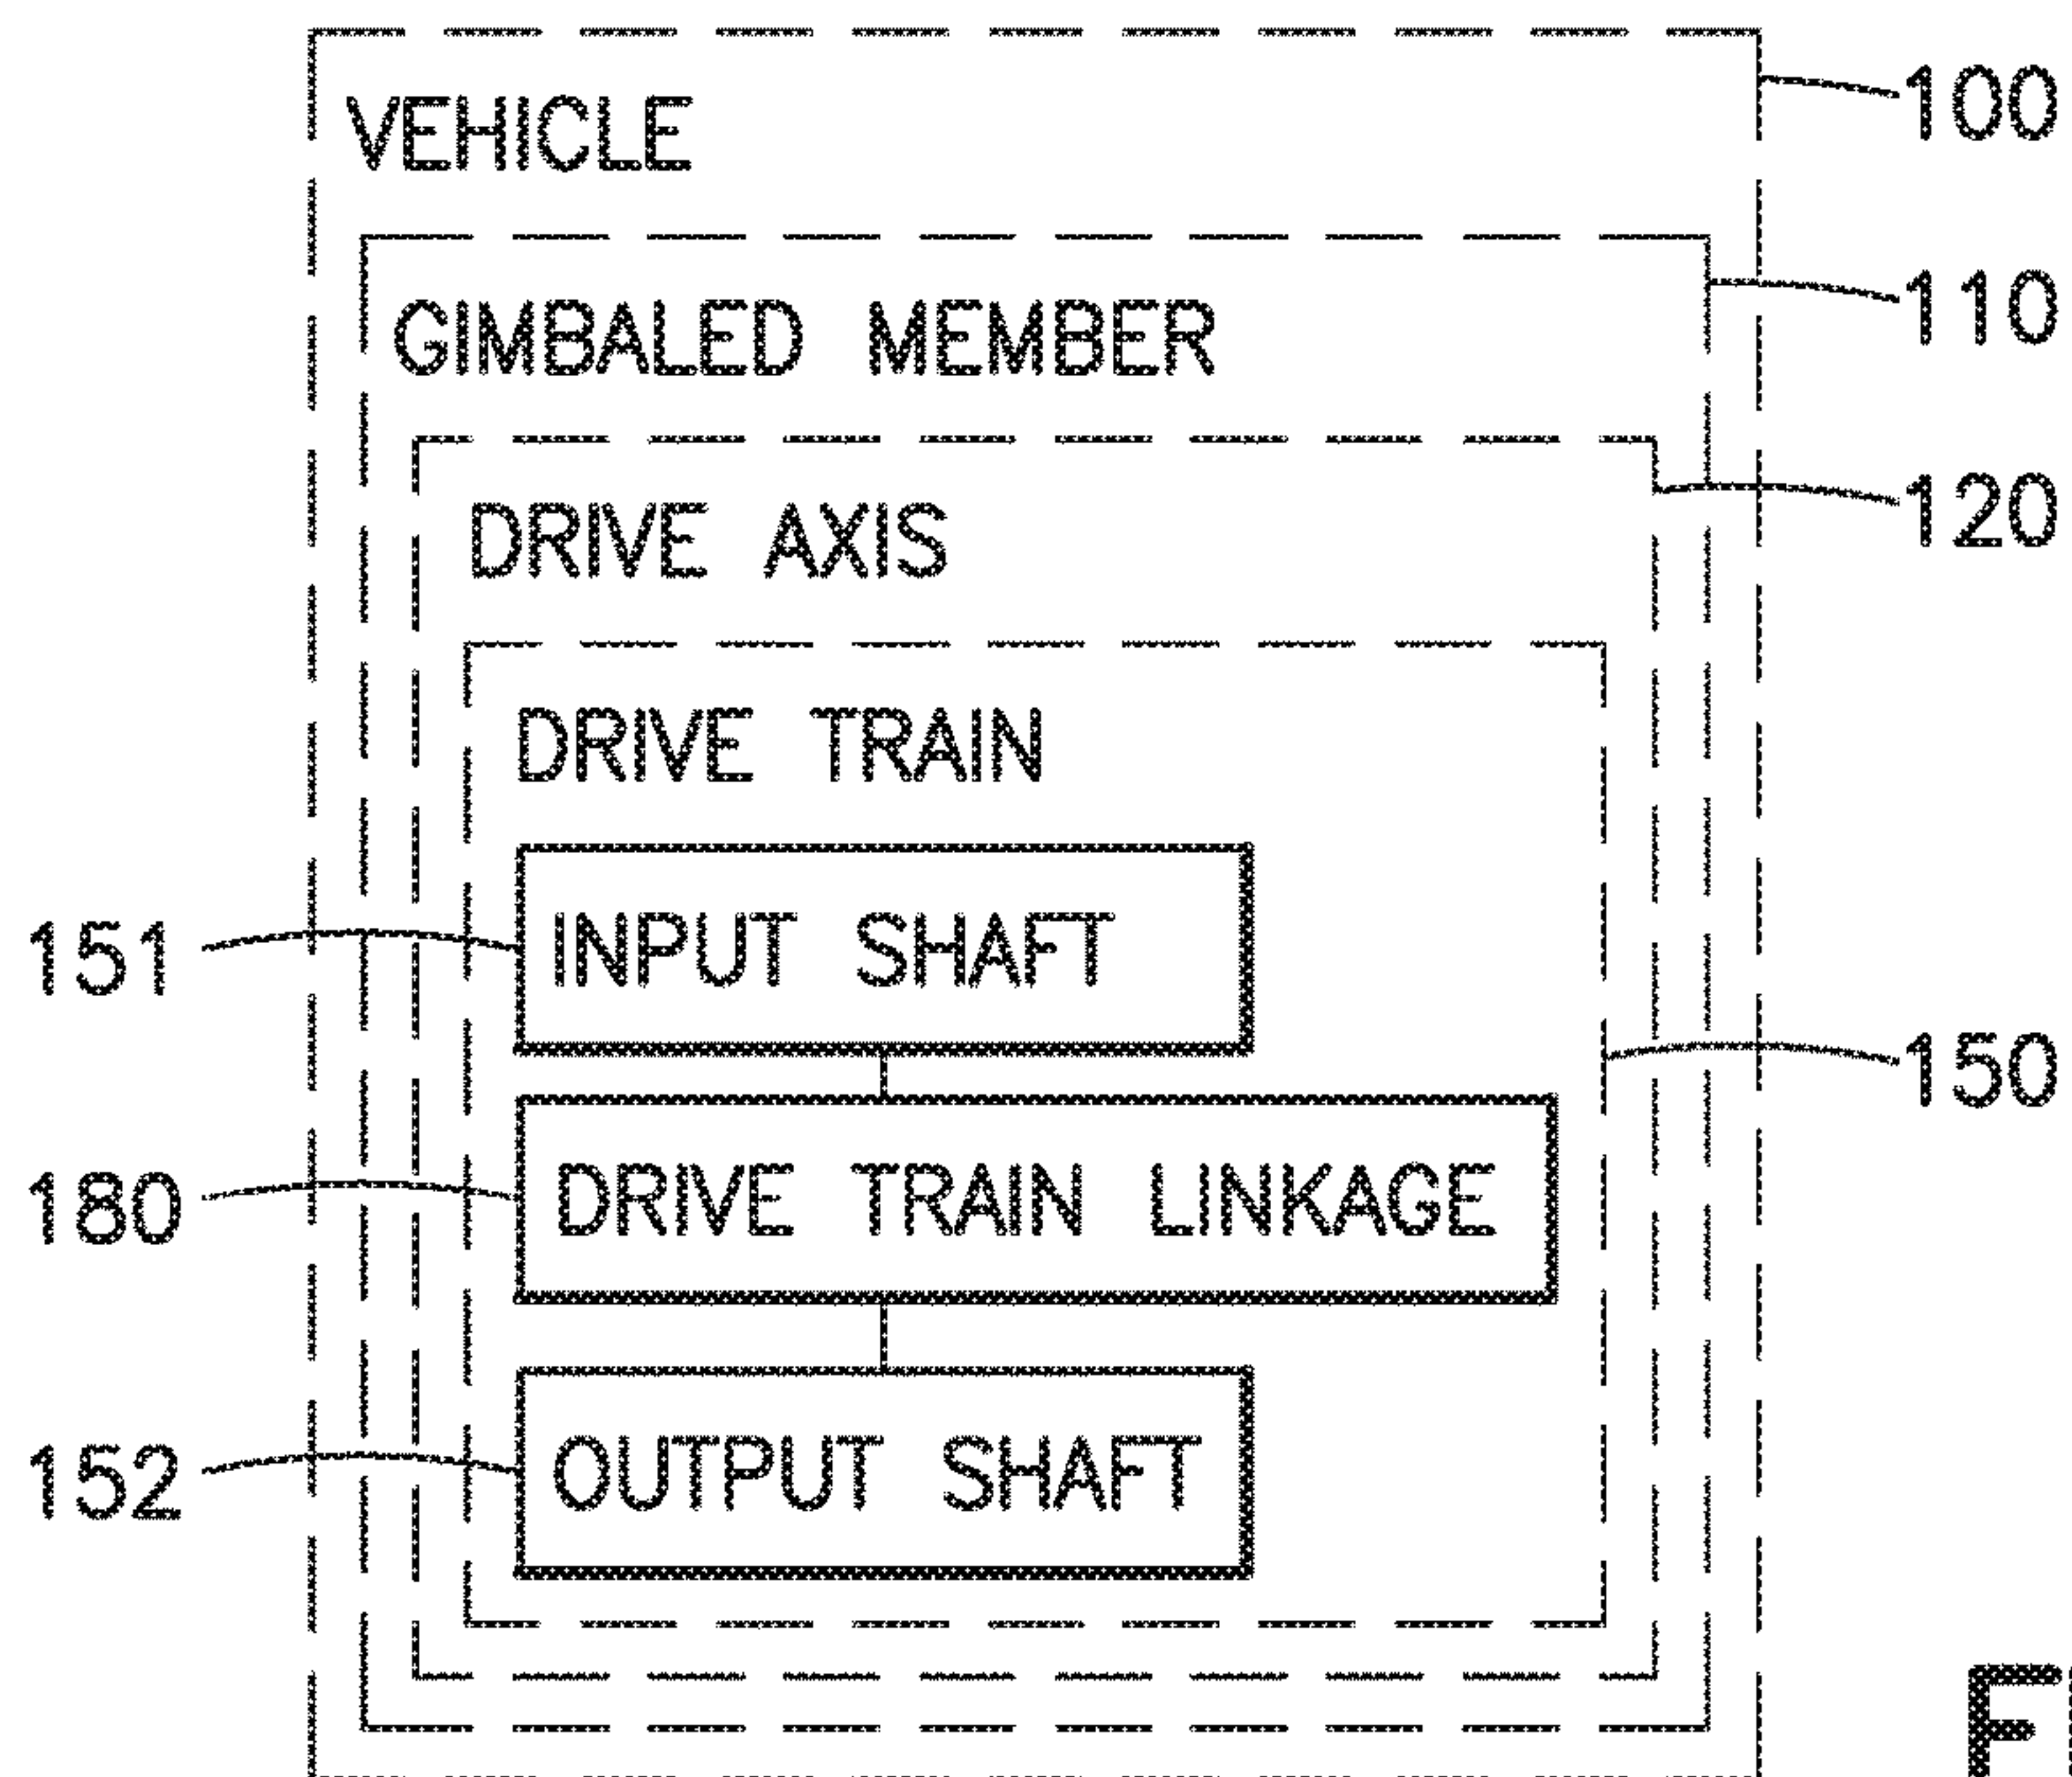 VEHICLE
100
GIMBALED MEMBER
110
DRIVE AXIS
120
DRIVE TRAIN
151
INPUT SHAFT
150
180
DRIVE TRAIN LINKAGE
152
OUTPUT SHAFT